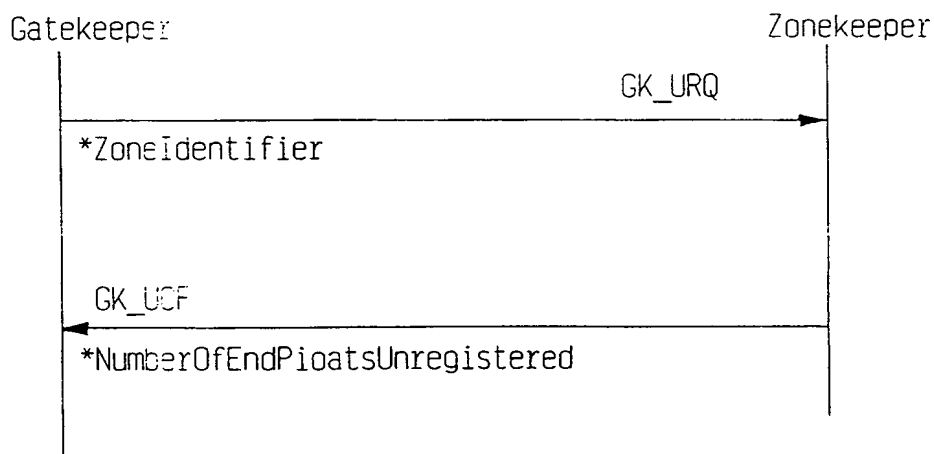 Gatekeeper
Zonekeeper
GK_URQ
*ZoneIdentifier
GK_UCF
*NumberOfEndPioatsUnregistered